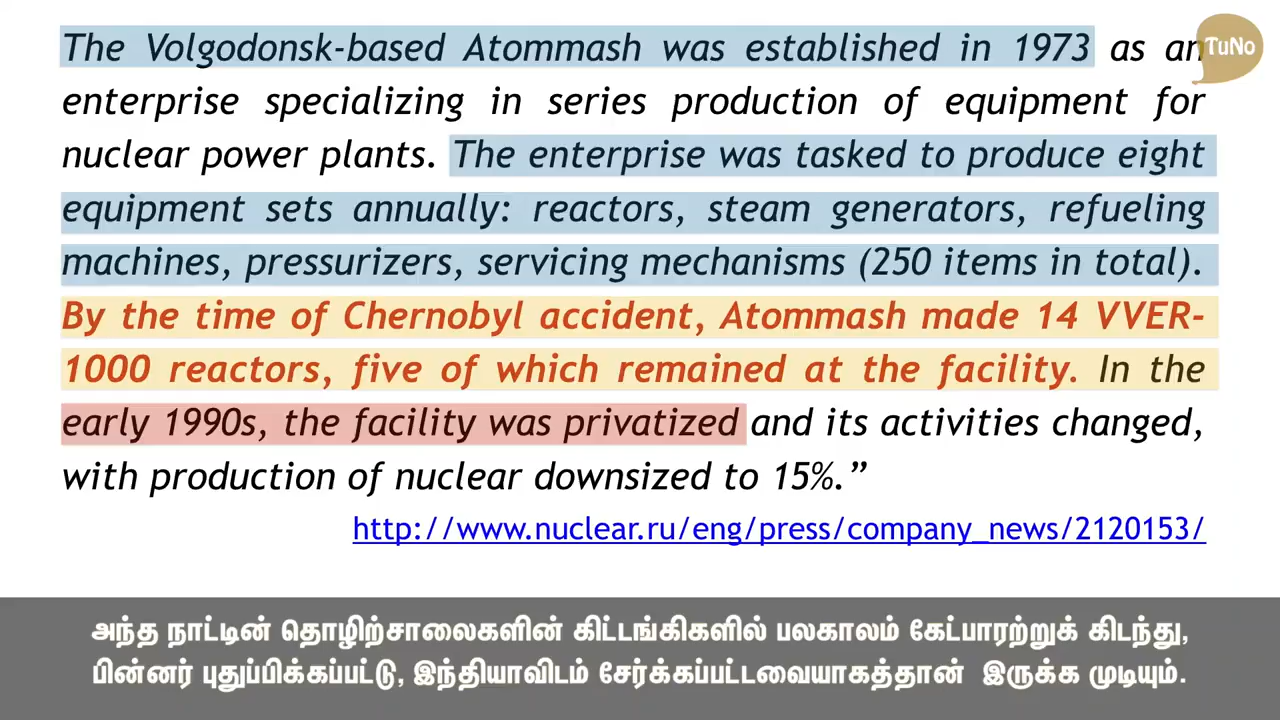 The Volgodonsk-based Atommash was established in 1973 as an
TuNo
enterprise specializing in series production of equipment for
nuclear power plants. The enterprise was tasked to produce eight
equipment sets annually: reactors, steam generators, refueling
machines, pressurizers, servicing mechanisms (250 items in total).
By the time of Chernobyl accident, Atommash made 14 VVER-
1000 reactors, five of which remained at the facility. In the
early 1990s, the facility was privatized and its activities changed,
with production of nuclear downsized to 15%.”
http://www.nuclear.ru/eng/press/company_news/2120153/
அந்த நாட்டின் தொழிற்சாலைகளின் கிட்டங்கிகளில் பலகாலம் கேட்பாரற்றுக் கிடந்து,
பின்னர் புதுப்பிக்கப்பட்டு, இந்தியாவிடம் சேர்க்கப்பட்டவையாகத்தான் இருக்க முடியும்.